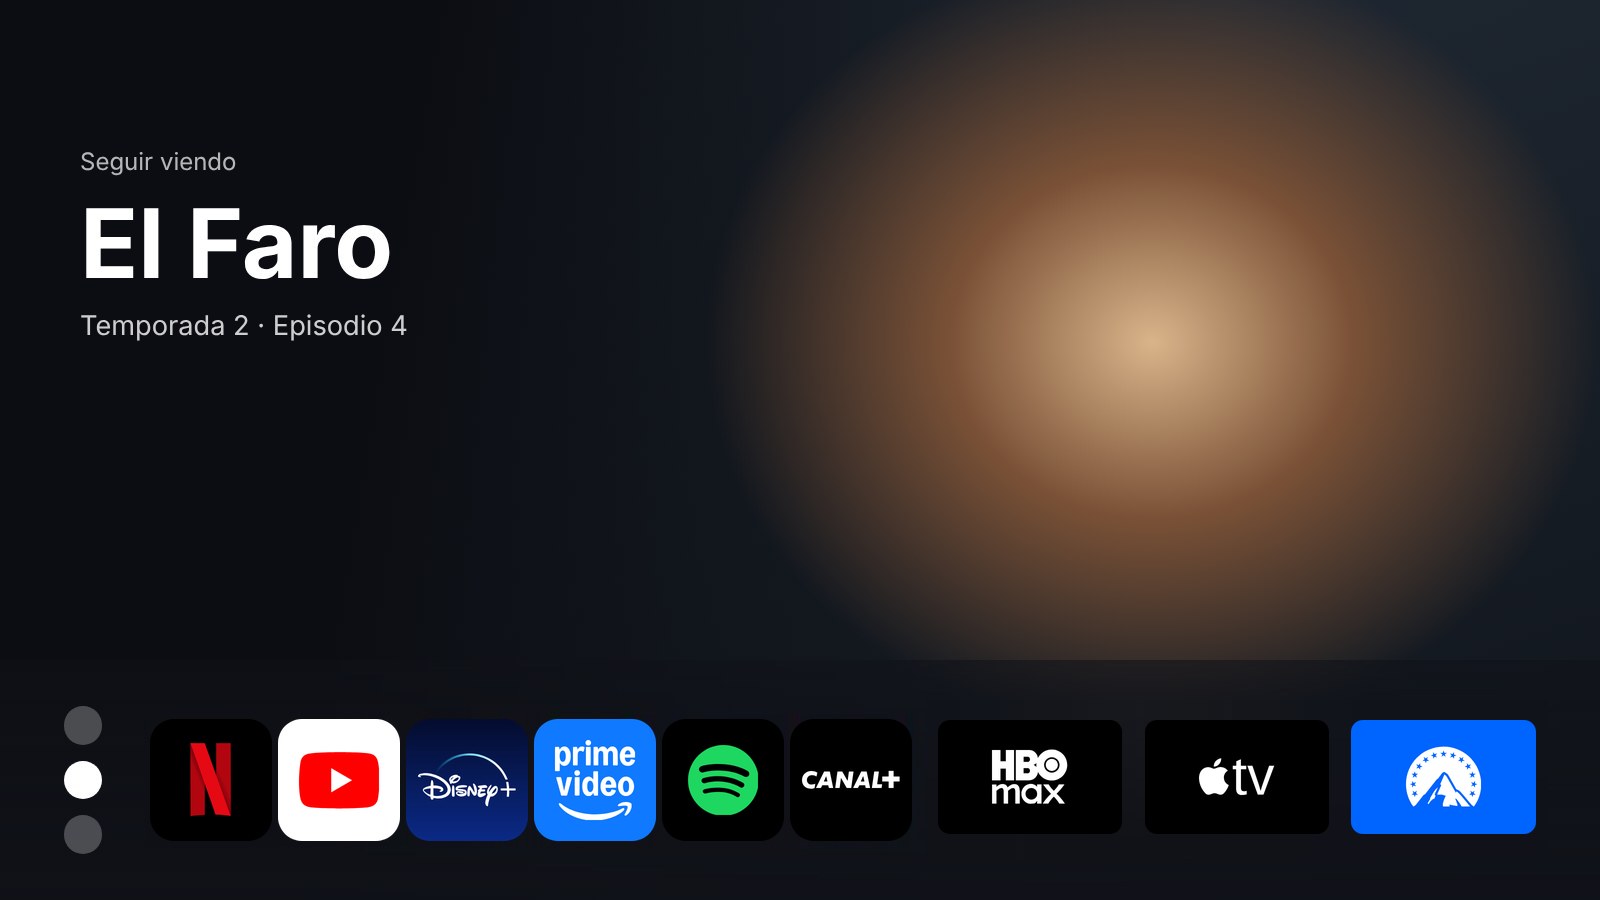 Seguir viendo
El Faro
Temporada 2 · Episodio 4
N
Disney+
prime
video
CANAL+
HBO
max
tv